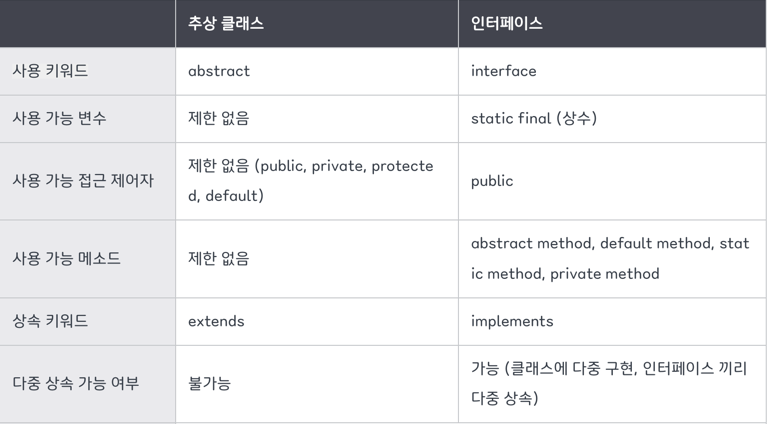 추상 클래스
인터페이스
사용 키워드
abstract
interface
사용 가능 변수
제한 없음
static final (상수)
사용 가능 접근 제어자
제한 없음 (public, private, protecte
d, default)
public
사용 가능 메소드
제한 없음
abstract method, default method, stat
ic method, private method
상속 키워드
extends
implements
다중 상속 가능 여부
불가능
가능 (클래스에 다중 구현, 인터페이스 끼리
다중 상속)